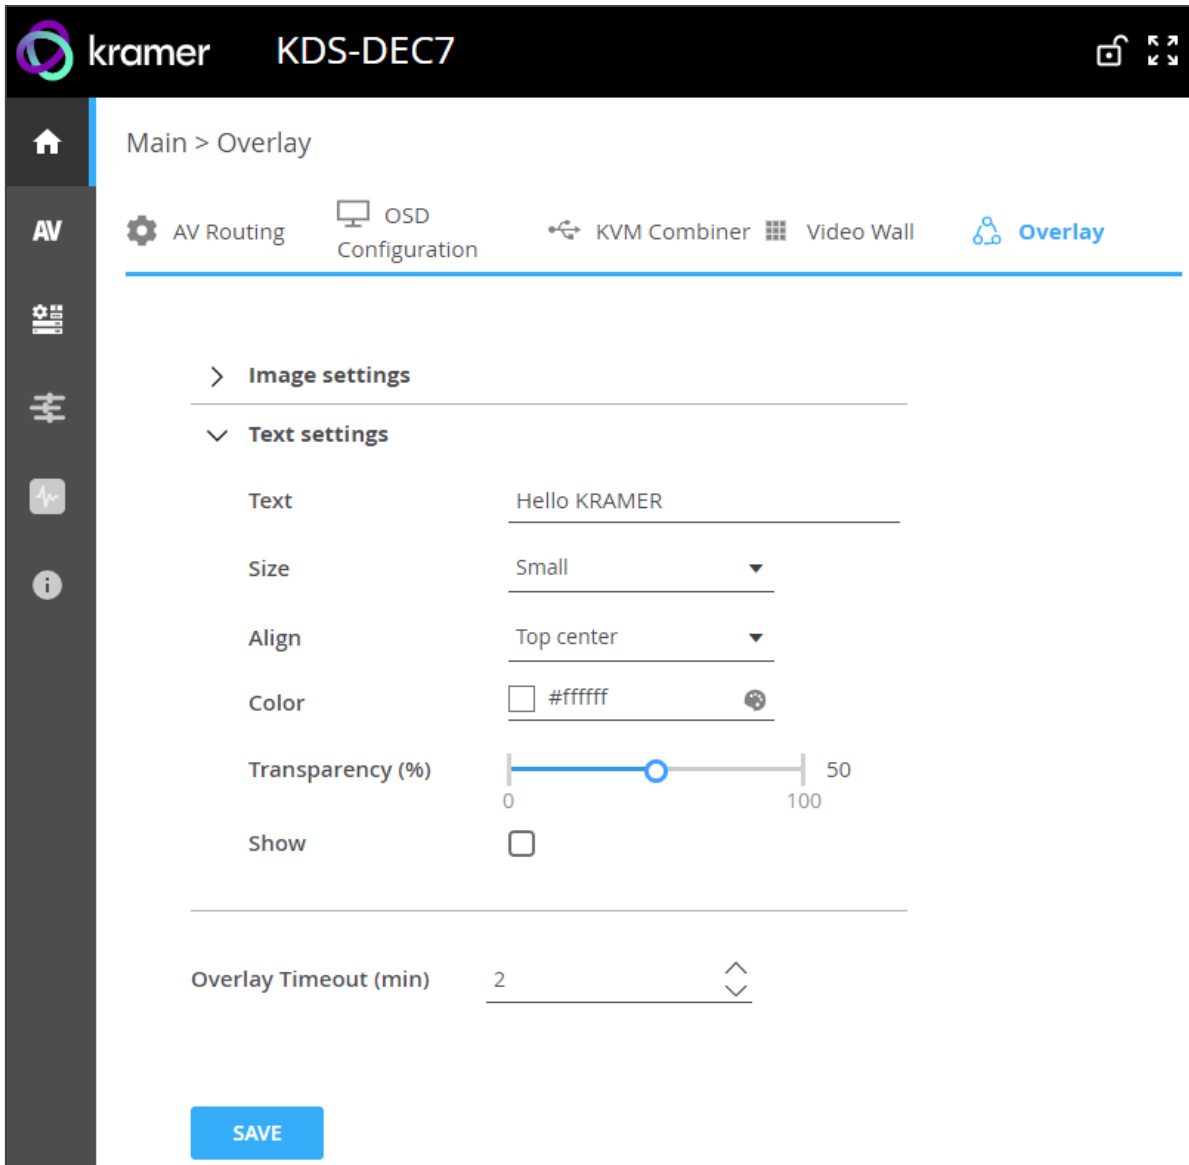 kramer KDS-DEC7
Main > Overlay
AV
AV Routing
OSD
Configuration
KVM Combiner
Video Wall
Overlay
Image settings
Text settings
Text Hello KRAMER
Size Small
Align Top center
Color #ffffff
Transparency (%) 50
0 100
Show
Overlay Timeout (min) 2
SAVE